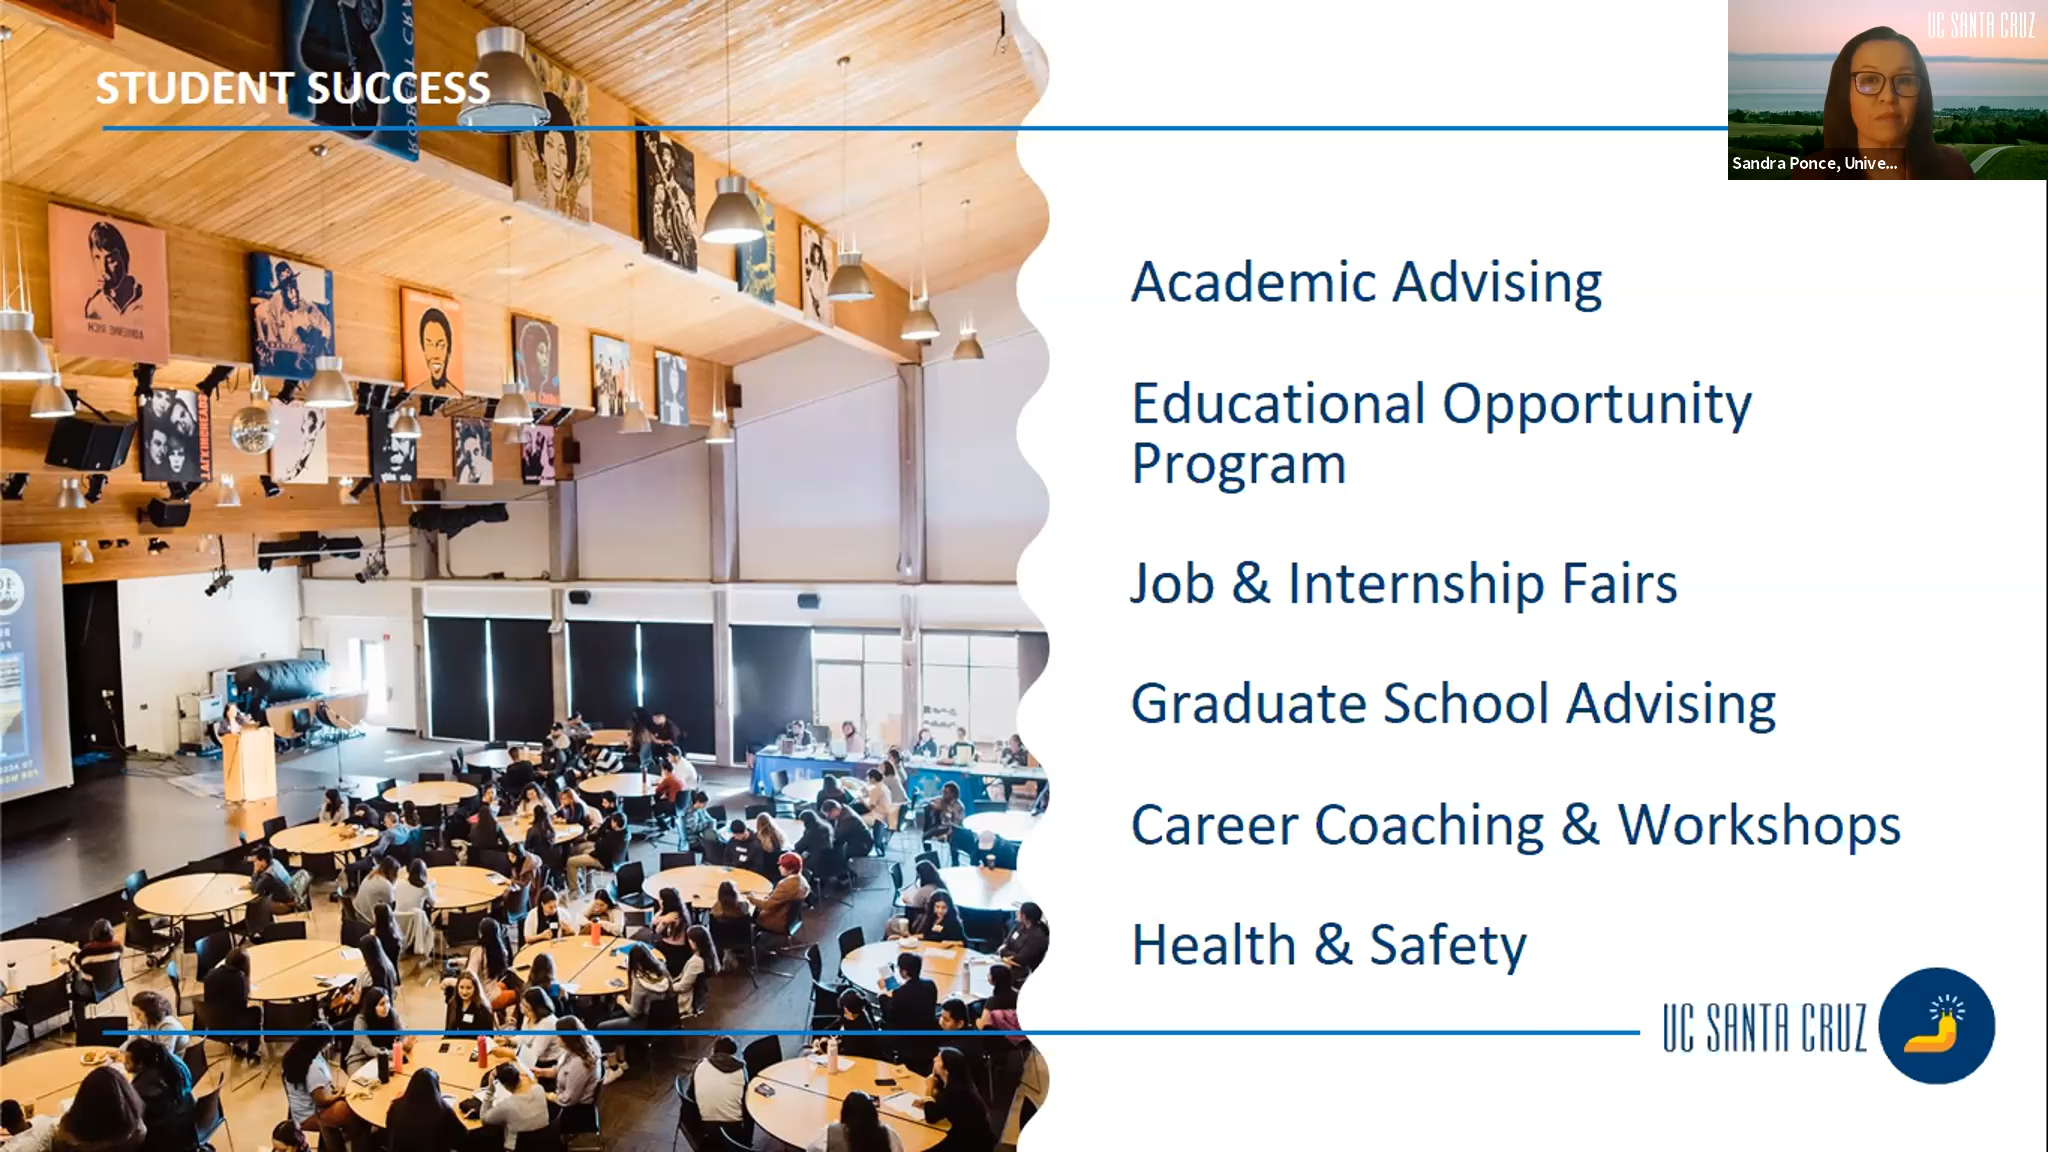 STUDENT SUCCESS
UC SANTA CRUZ
Sandra Ponce, Unive...
Academic Advising
Educational Opportunity
Program
Job & Internship Fairs
Graduate School Advising
Career Coaching & Workshops
Health & Safety
UC SANTA CRUZ